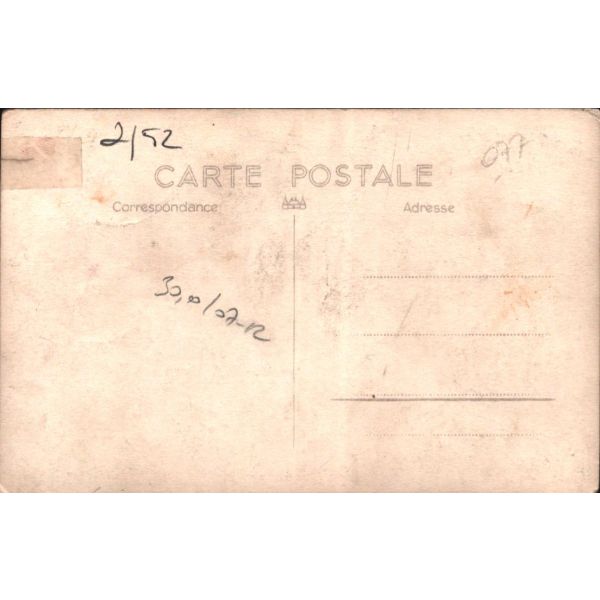 2/52
077
CARTE POSTALE
Correspondance
Adresse
30,00/07-12